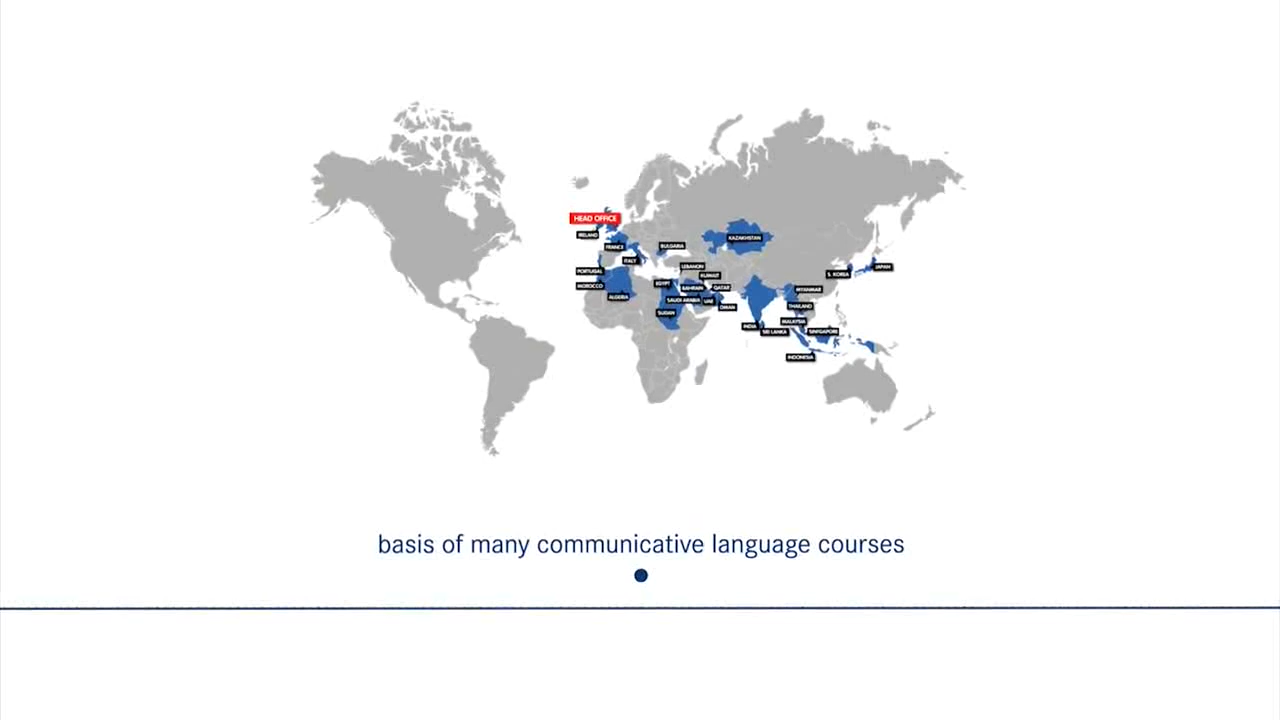 HEAD OFFICE
IRELAND
KAZAKHSTAN
FRANCE
BULGARIA
ITALY
LEBANON
S. KOREA
JAPAN
PORTUGAL
KUWAIT
MOROCCO
EGYPT
BAHRAIN
QATAR
MYANMAR
ALGERIA
SAUDI ARABIA
UAE
OMAN
THAILAND
SUDAN
MALAYSIA
INDIA
SRI LANKA
SINGAPORE
INDONESIA
basis of many communicative language courses